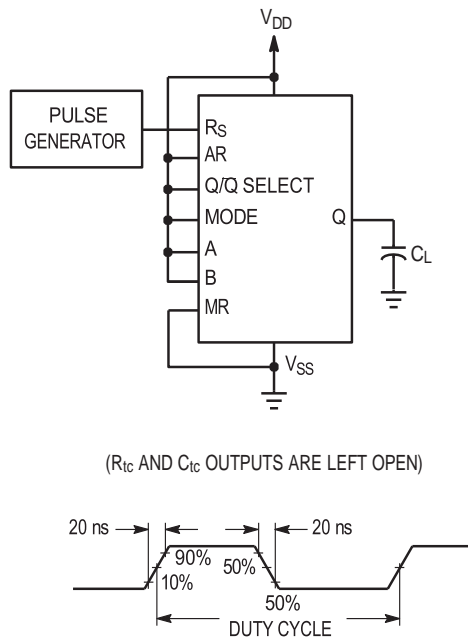 VDD
PULSE
GENERATOR
RS
AR
Q/Q̅ SELECT
MODE
Q
A
CL
B
MR
VSS
(Rtc AND Ctc OUTPUTS ARE LEFT OPEN)
20 ns
20 ns
90%
50%
10%
50%
DUTY CYCLE